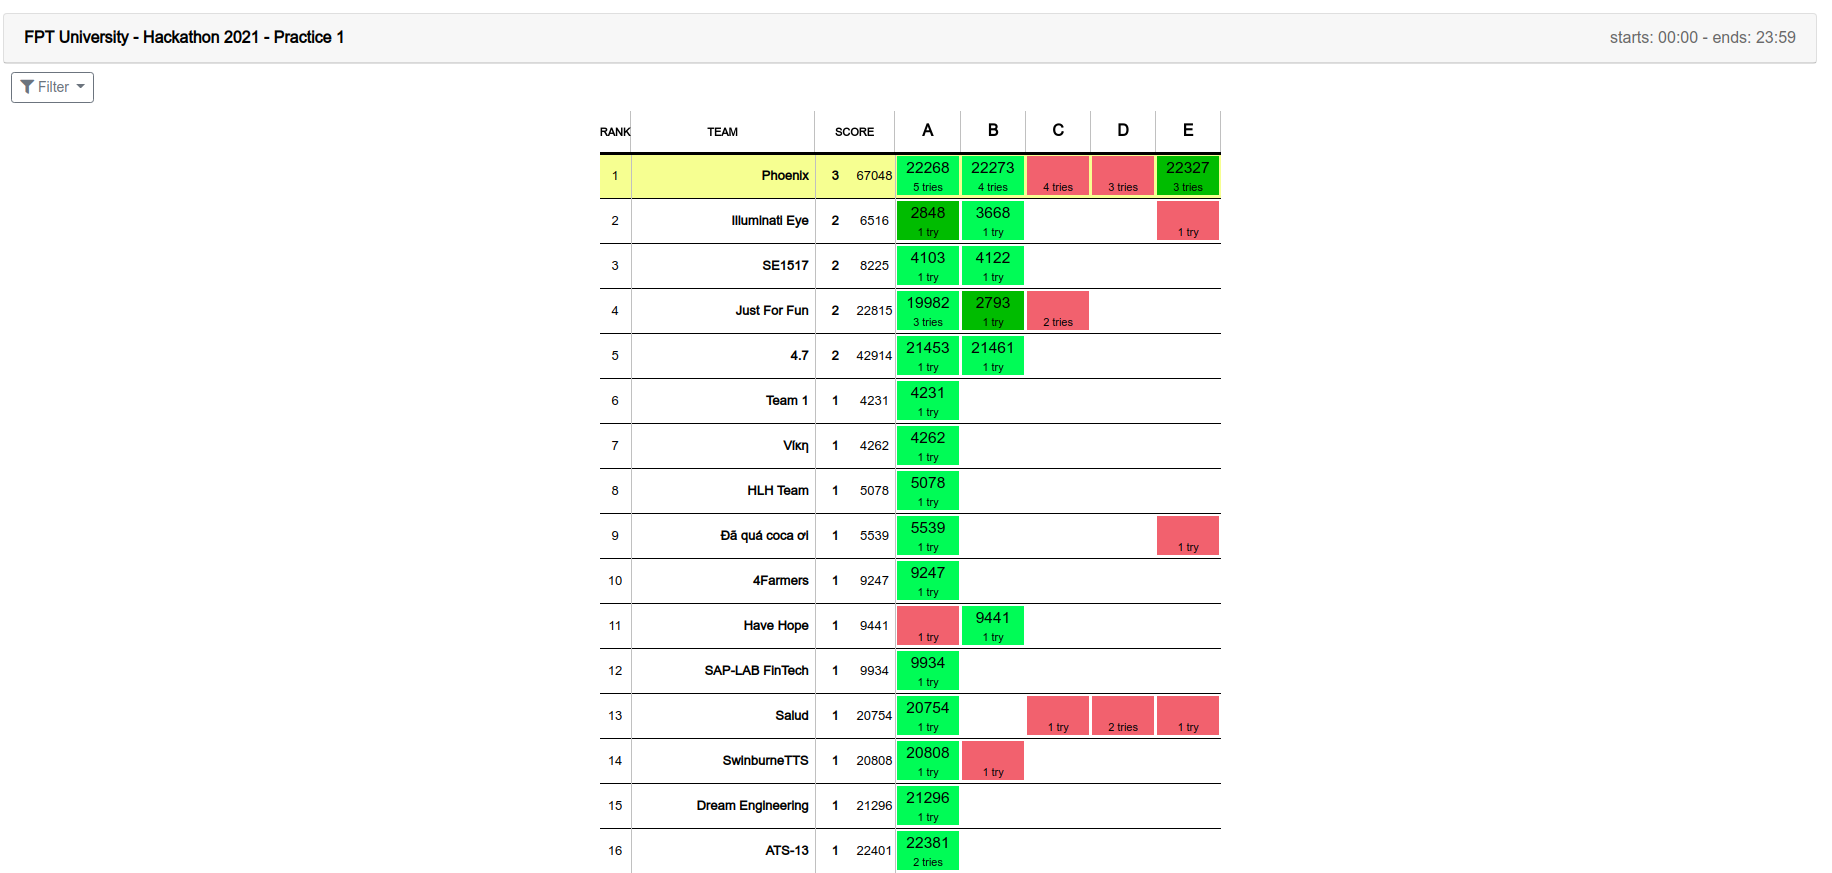 FPT University - Hackathon 2021 - Practice 1 starts: 00:00 - ends: 23:59
Filter
RANK TEAM SCORE A B C D E
1 Phoenix 3 67048 22268 5 tries 22273 4 tries 4 tries 3 tries 22327 3 tries
2 Illuminati Eye 2 6516 2848 1 try 3668 1 try 1 try
3 SE1517 2 8225 4103 1 try 4122 1 try
4 Just For Fun 2 22815 19982 3 tries 2793 1 try 2 tries
5 4.7 2 42914 21453 1 try 21461 1 try
6 Team 1 1 4231 4231 1 try
7 Víκη 1 4262 4262 1 try
8 HLH Team 1 5078 5078 1 try
9 Đã quá coca ơi 1 5539 5539 1 try 1 try
10 4Farmers 1 9247 9247 1 try
11 Have Hope 1 9441 1 try 9441 1 try
12 SAP-LAB FinTech 1 9934 9934 1 try
13 Salud 1 20754 20754 1 try 1 try 2 tries 1 try
14 SwinburneTTS 1 20808 20808 1 try 1 try
15 Dream Engineering 1 21296 21296 1 try
16 ATS-13 1 22401 22381 2 tries